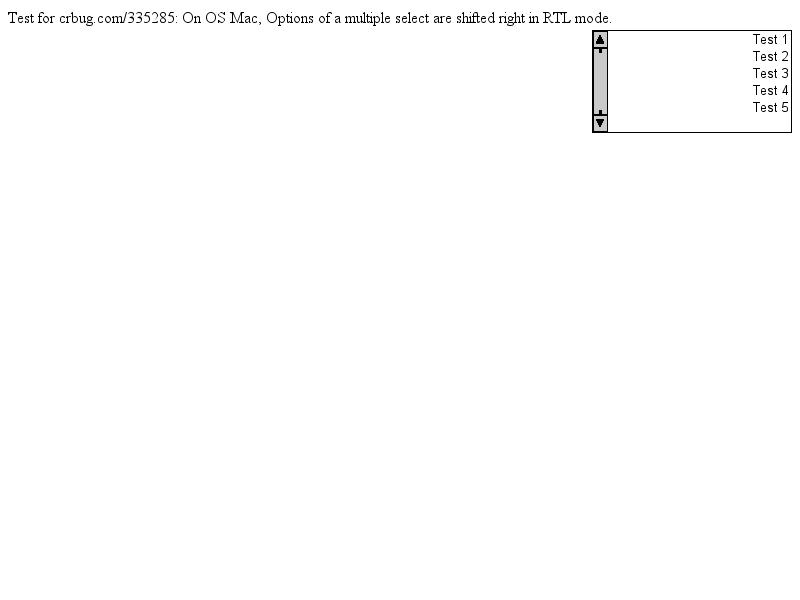 Test for crbug.com/335285: On OS Mac, Options of a multiple select are shifted right in RTL mode.
Test 1
Test 2
Test 3
Test 4
Test 5